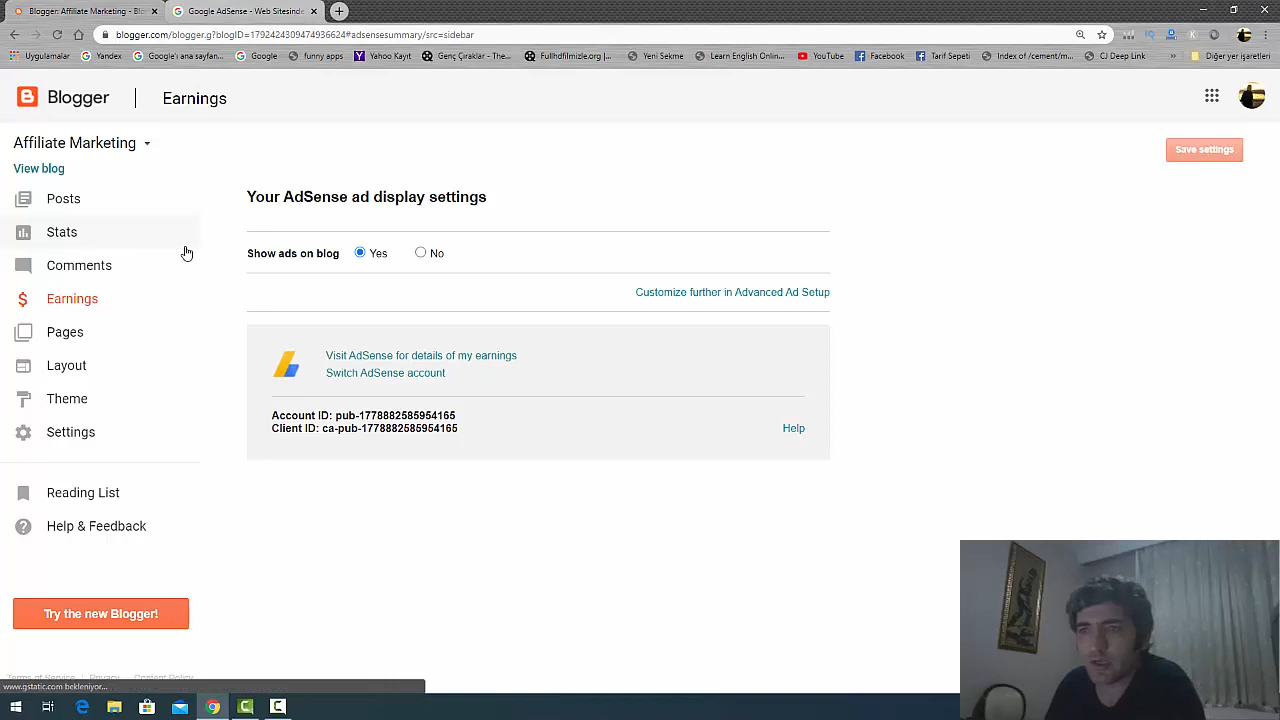 Blogger: Affiliate Marketing - Blo
Google AdSense - Web Sitesinde
blogger.com/blogger.g?blogID=1792424309474936624#adsensesummary/src=sidebar
Uygulamalar
Yandex
Google'ı ana sayfan...
Google
funny apps
Yahoo Kayıt
Genç Çıraklar - The...
Fullhdfilmizle.org |...
Yeni Sekme
Learn English Onlin...
YouTube
Facebook
Tarif Sepeti
Index of /cement/m...
CJ Deep Link
»
Diğer yer işaretleri
Blogger
Earnings
Affiliate Marketing
View blog
Save settings
Posts
Stats
Comments
Earnings
Pages
Layout
Theme
Settings
Reading List
Help & Feedback
Try the new Blogger!
Your AdSense ad display settings
Show ads on blog Yes No
Customize further in Advanced Ad Setup
Visit AdSense for details of my earnings
Switch AdSense account
Account ID: pub-1778882585954165
Client ID: ca-pub-1778882585954165
Help
Terms of Service Privacy Content Policy
www.gstatic.com bekleniyor...